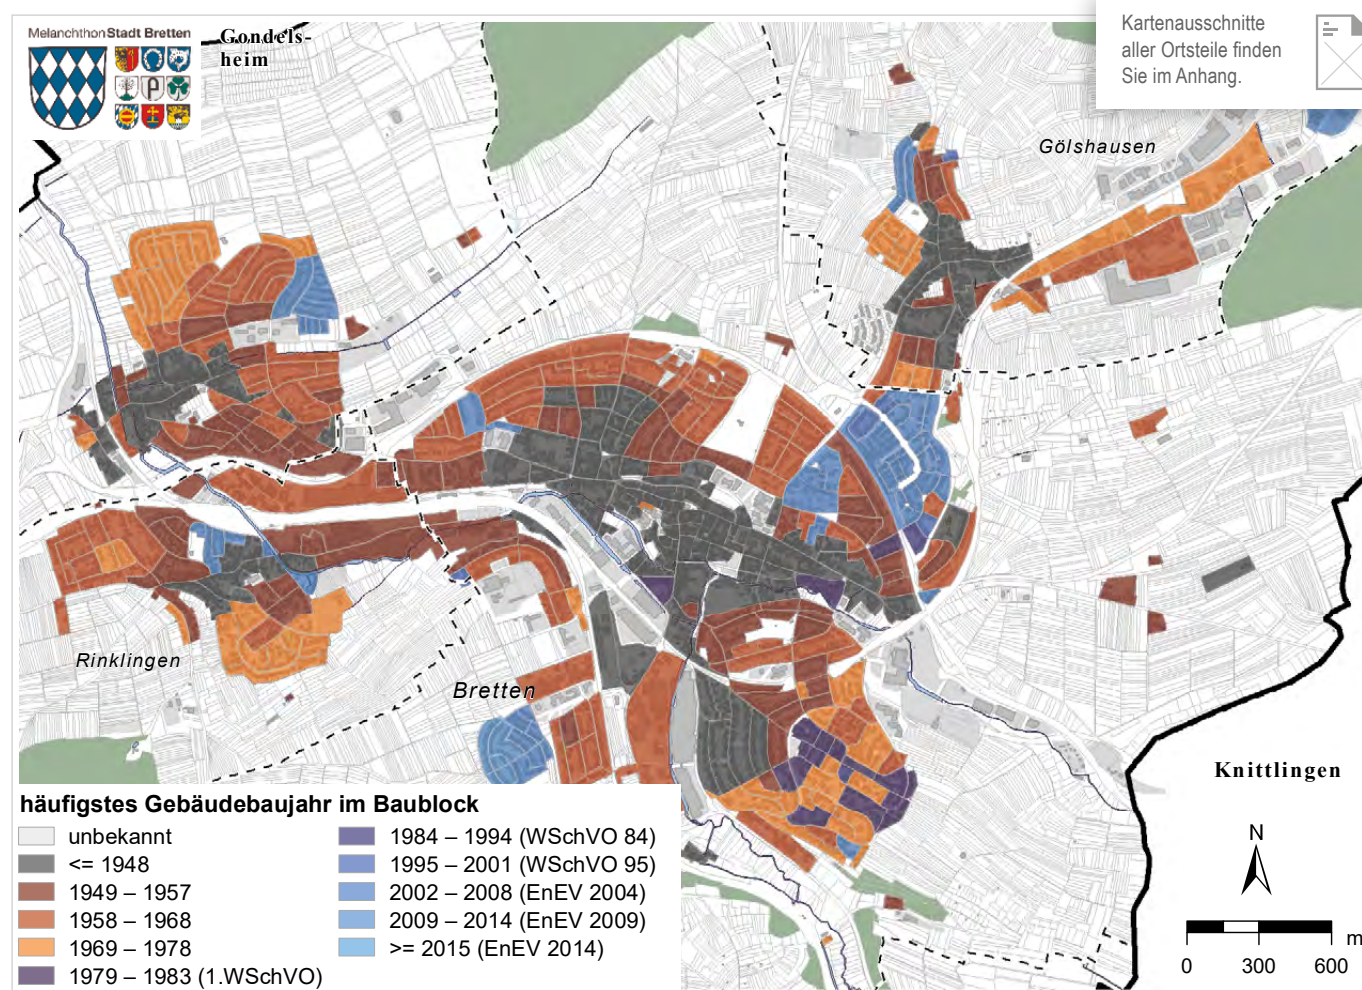 Melanchthon Stadt Bretten
Gondels-
heim
Kartenausschnitte
aller Ortsteile finden
Sie im Anhang.
Gölshausen
Rinklingen
Bretten
Knittlingen
häufigstes Gebäudebaujahr im Baublock
unbekannt
<= 1948
1949 – 1957
1958 – 1968
1969 – 1978
1979 – 1983 (1.WSchVO)
1984 – 1994 (WSchVO 84)
1995 – 2001 (WSchVO 95)
2002 – 2008 (EnEV 2004)
2009 – 2014 (EnEV 2009)
>= 2015 (EnEV 2014)
N
m
0 300 600